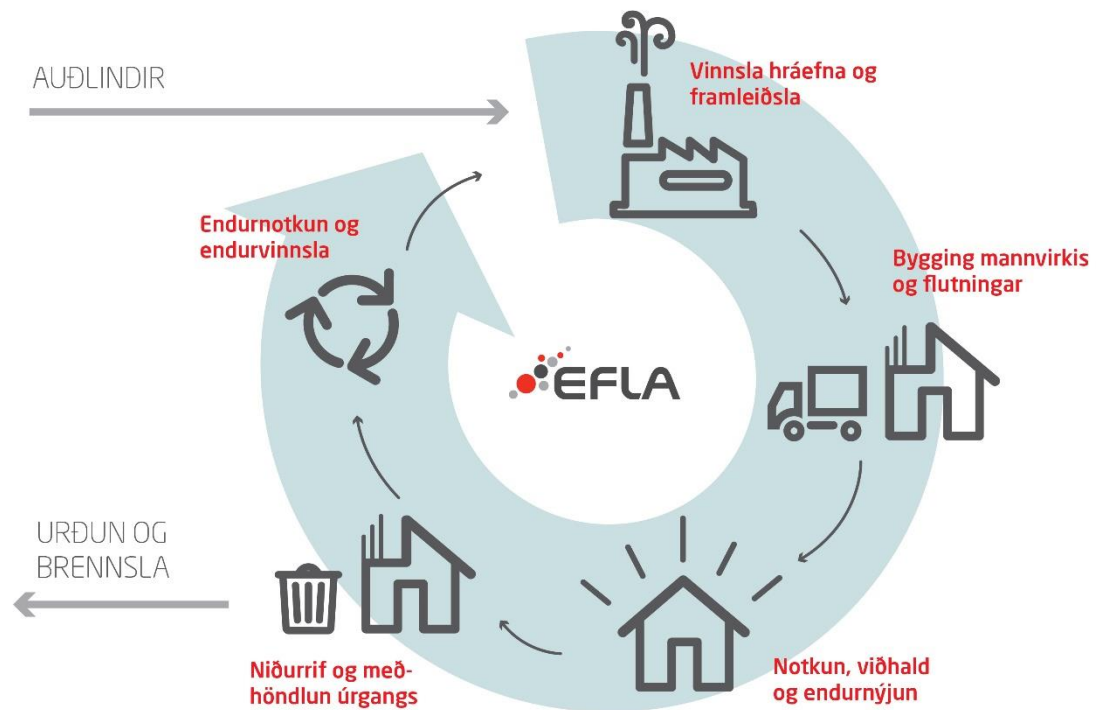 AUÐLINDIR
Vinnsla hráefna og
framleiðsla
Bygging mannvirkis
og flutningar
Endurnotkun og
endurvinnsla
EFLA
URÐUN OG
BRENNSLA
Niðurrif og með-
höndlun úrgangs
Notkun, viðhald
og endurnýjun